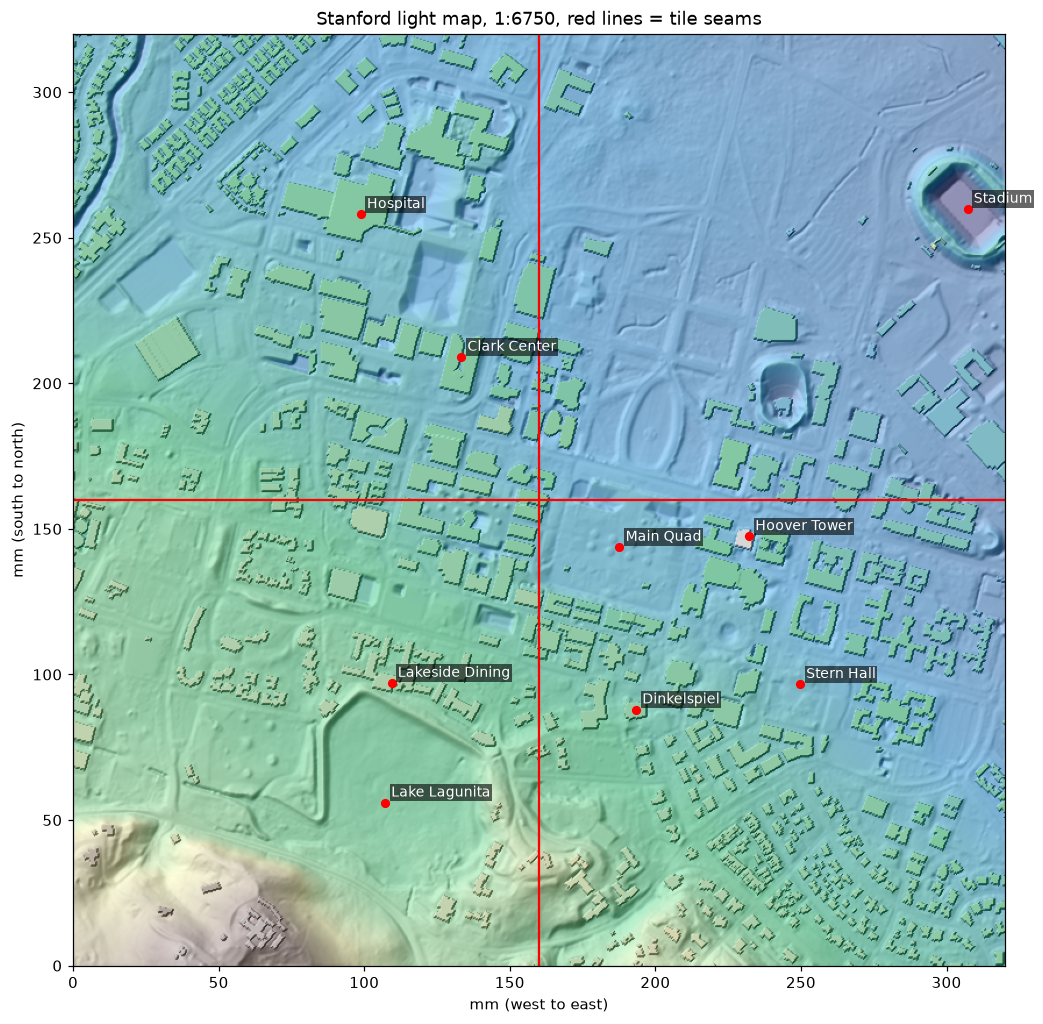 Stanford light map, 1:6750, red lines = tile seams
300
250
200
150
100
50
0
mm (south to north)
Hospital
Stadium
Clark Center
Hoover Tower
Main Quad
Lakeside Dining
Stern Hall
Dinkelspiel
Lake Lagunita
0
50
100
150
200
250
300
mm (west to east)